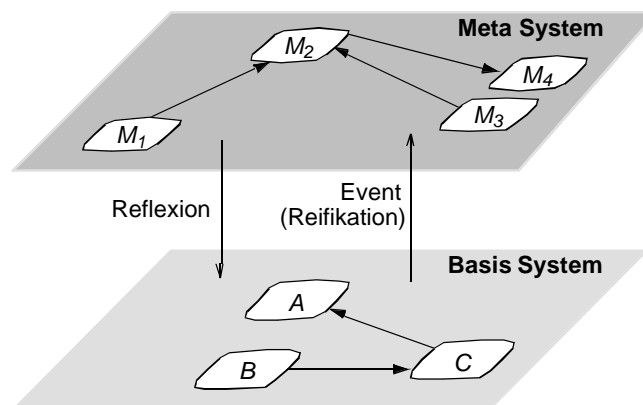 Meta System
M2
M4
M3
M1
Reflexion
Event
(Reifikation)
Basis System
A
B
C